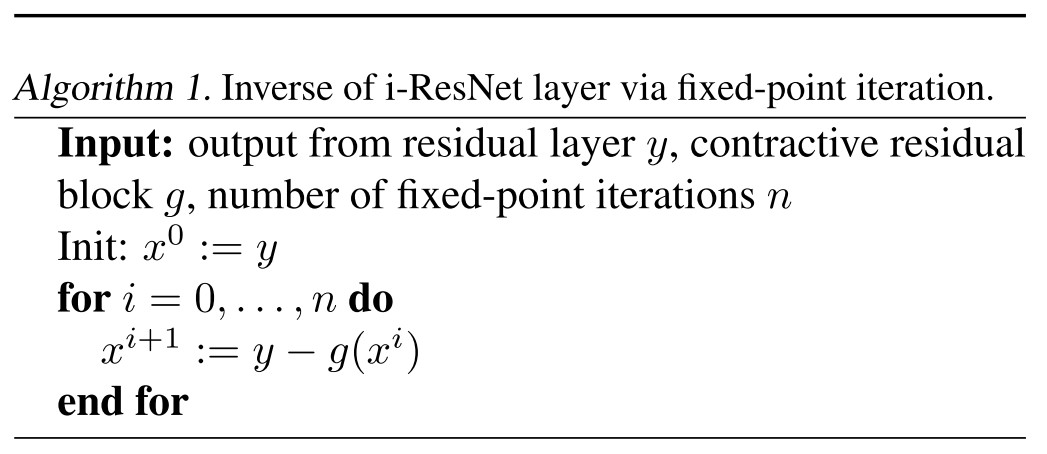 Algorithm 1. Inverse of i-ResNet layer via fixed-point iteration.
Input: output from residual layer y, contractive residual
block g, number of fixed-point iterations n
Init: x^0 := y
for i = 0, . . . , n do
x^{i+1} := y − g(x^i)
end for